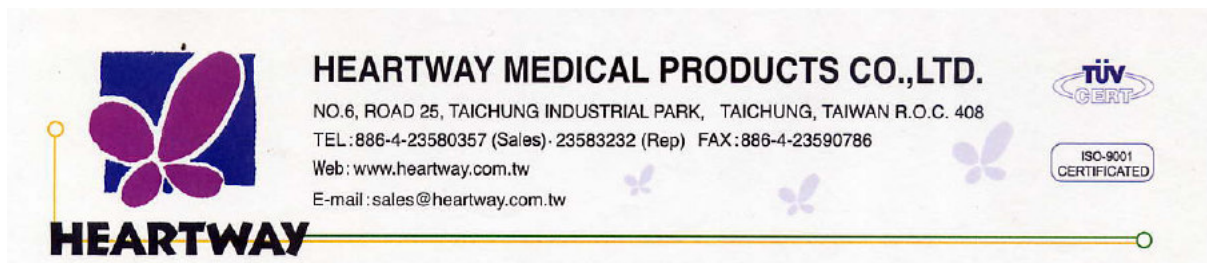 HEARTWAY MEDICAL PRODUCTS CO.,LTD.
NO.6, ROAD 25, TAICHUNG INDUSTRIAL PARK, TAICHUNG, TAIWAN R.O.C. 408
TEL:886-4-23580357 (Sales)·23583232 (Rep) FAX:886-4-23590786
Web:www.heartway.com.tw
E-mail:sales@heartway.com.tw
HEARTWAY
TÜV
CERT
ISO-9001
CERTIFICATED